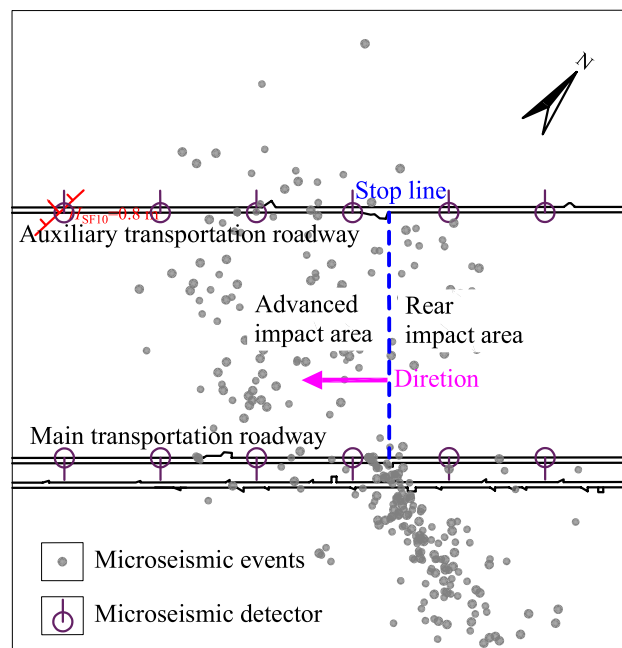 N
Stop line
SF10=0.8 m
Auxiliary transportation roadway
Advanced
impact area
Rear
impact area
Diretion
Main transportation roadway
Microseismic events
Microseismic detector